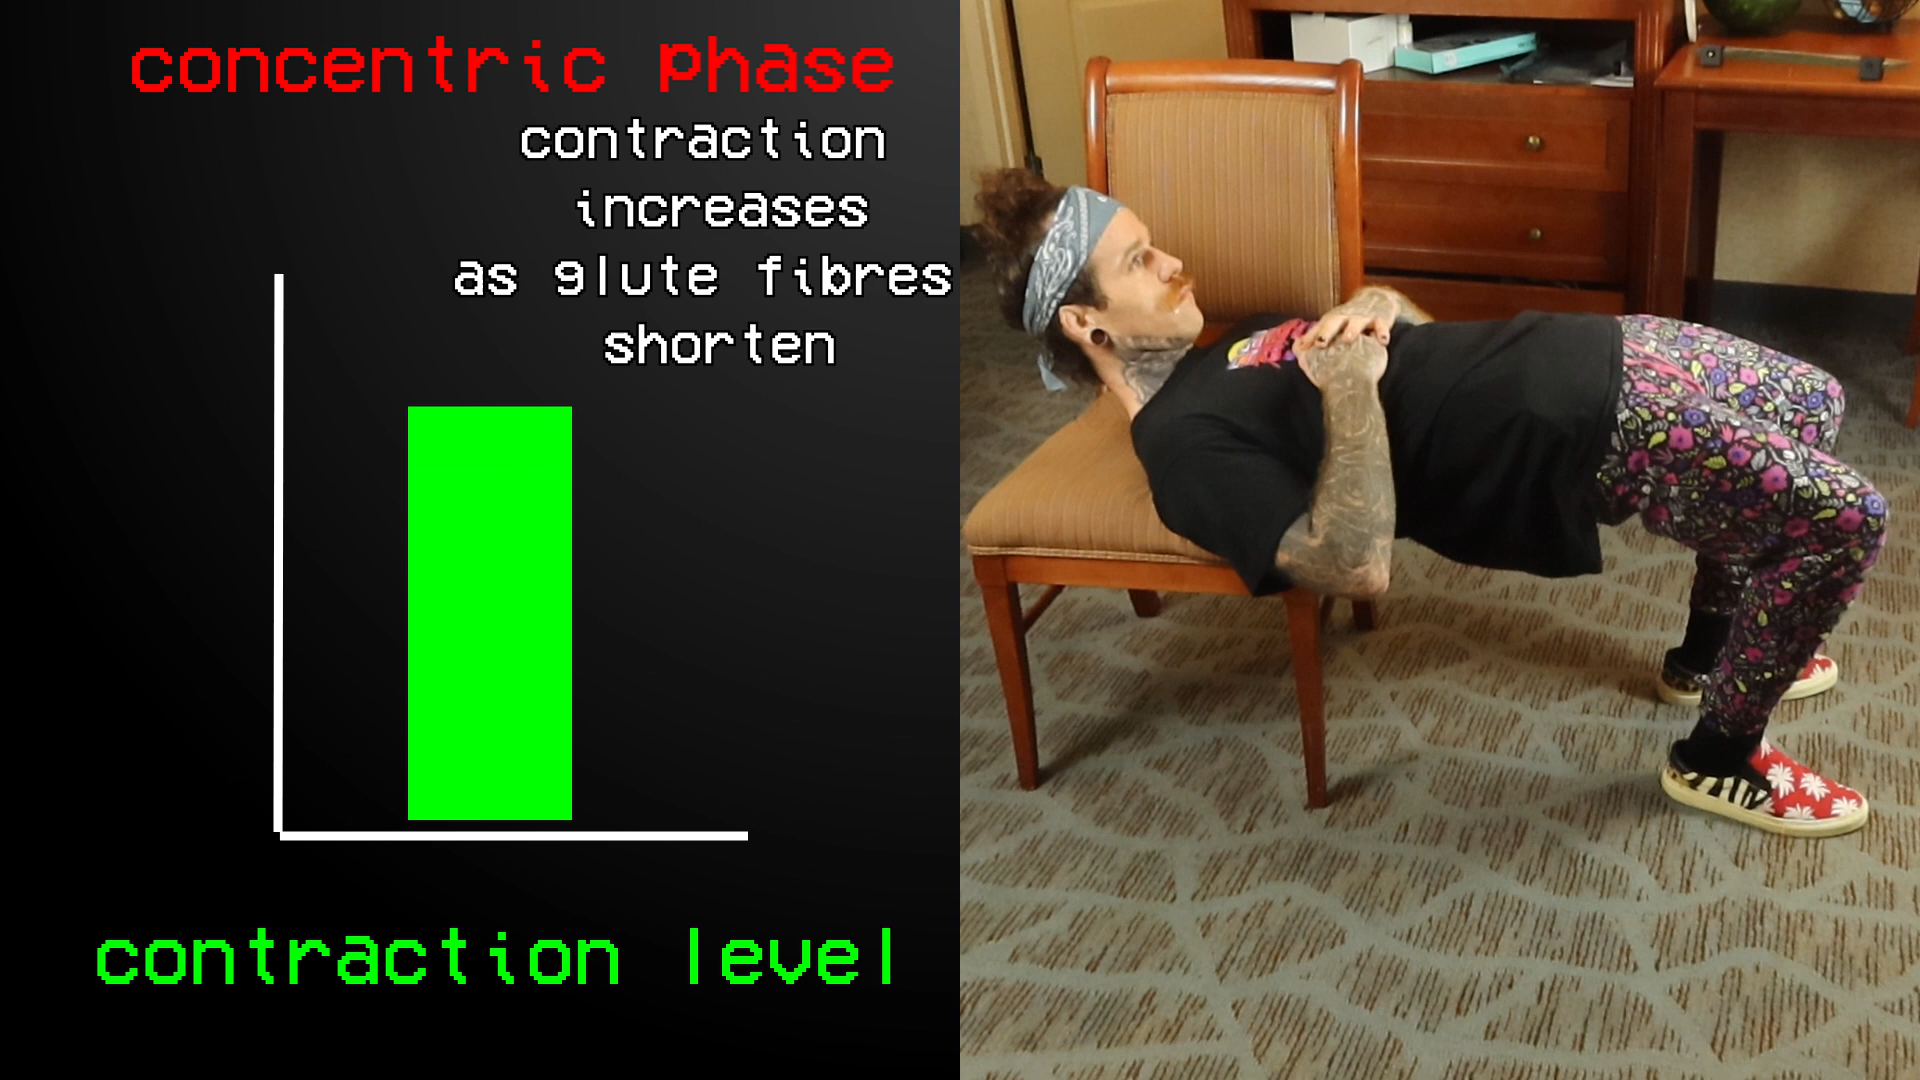 concentric phase
contraction
increases
as glute fibres
shorten
contraction level